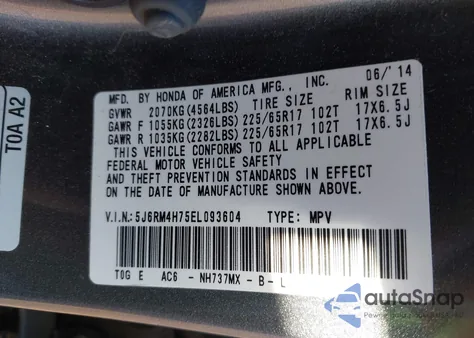 TOA A2
MFD. BY HONDA OF AMERICA MFG., INC. 06/'14
GVWR 2070KG(4564LBS) TIRE SIZE RIM SIZE
GAWR F 1055KG(2326LBS) 225/65R17 102T 17X6.5J
GAWR R 1035KG(2282LBS) 225/65R17 102T 17X6.5J
THIS VEHICLE CONFORMS TO ALL APPLICABLE
FEDERAL MOTOR VEHICLE SAFETY
AND THEFT PREVENTION STANDARDS IN EFFECT
ON THE DATE OF MANUFACTURE SHOWN ABOVE.
V.I.N.: 5J6RM4H75EL093604 TYPE: MPV
TOG E AC6 - NH737MX - B - L
autoSnap